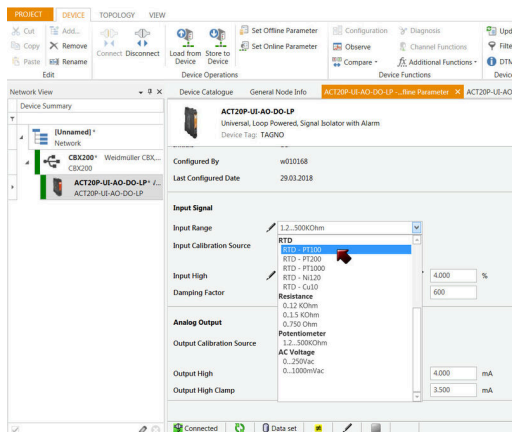 PROJECT DEVICE TOPOLOGY VIEW
Cut Add... Set Offline Parameter Configuration Diagnosis Upd
Copy Remove Set Online Parameter Observe Channel Functions Filte
Paste Rename Connect Disconnect Load from Device Store to Device Compare Additional Functions DTM
Edit Device Operations Device Functions Device
Network View Device Catalogue General Node Info ACT20P-UI-AO-DO-LP -...fline Parameter ACT20P-UI-AO
Device Summary
ACT20P-UI-AO-DO-LP
Universal, Loop Powered, Signal Isolator with Alarm
Device Tag: TAGNO
[Unnamed] *
Network
CBX200* Weidmüller CBX,...
CBX200
ACT20P-UI-AO-DO-LP* /...
ACT20P-UI-AO-DO-LP
Configured By w010168
Last Configured Date 29.03.2018
Input Signal
Input Range 1.2...500KOhm
RTD
Input Calibration Source RTD - PT100
RTD - PT200
RTD - PT1000
Input High RTD - Ni120 4.000 %
RTD - Cu10
Damping Factor Resistance 600
0..12 KOhm
0..1.5 KOhm
Analog Output 0..750 Ohm
Potentiometer
Output Calibration Source 1.2...500KOhm
AC Voltage
0...250Vac
Output High 0...1000mVac 4.000 mA
Output High Clamp 3.500 mA
Connected Data set